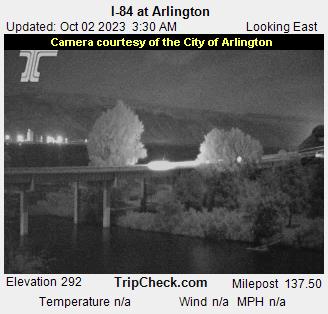 I-84 at Arlington
Updated: Oct 02 2023 3:30 AM Looking East
Camera courtesy of the City of Arlington
Elevation 292 TripCheck.com Milepost 137.50
Temperature n/a Wind n/a MPH n/a